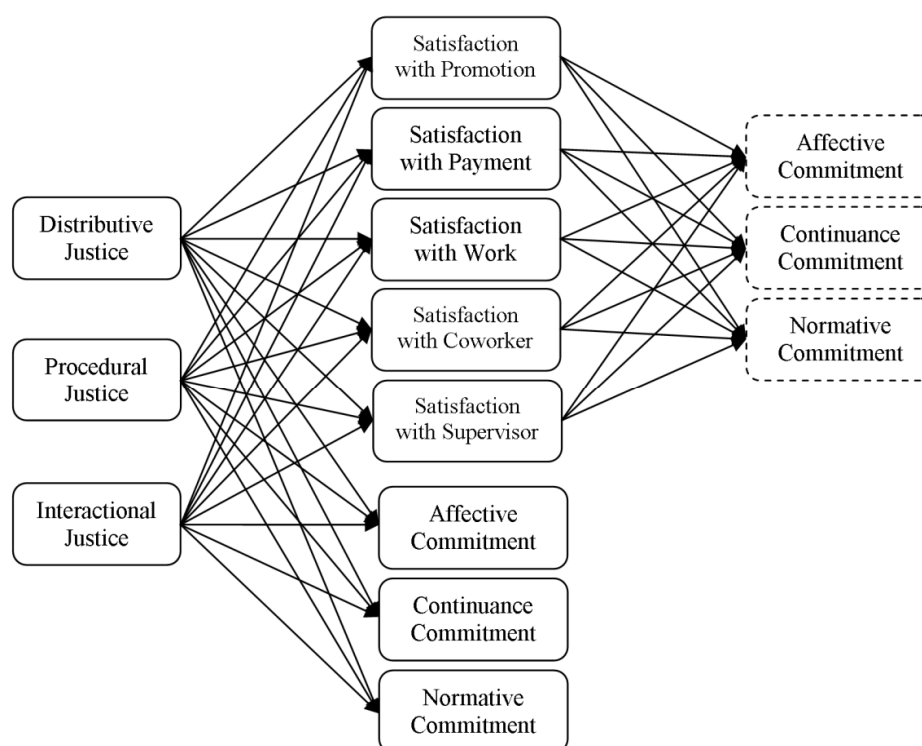 Satisfaction
with Promotion
Satisfaction
with Payment
Satisfaction
with Work
Satisfaction
with Coworker
Satisfaction
with Supervisor
Affective
Commitment
Continuance
Commitment
Normative
Commitment
Distributive
Justice
Procedural
Justice
Interactional
Justice
Affective
Commitment
Continuance
Commitment
Normative
Commitment